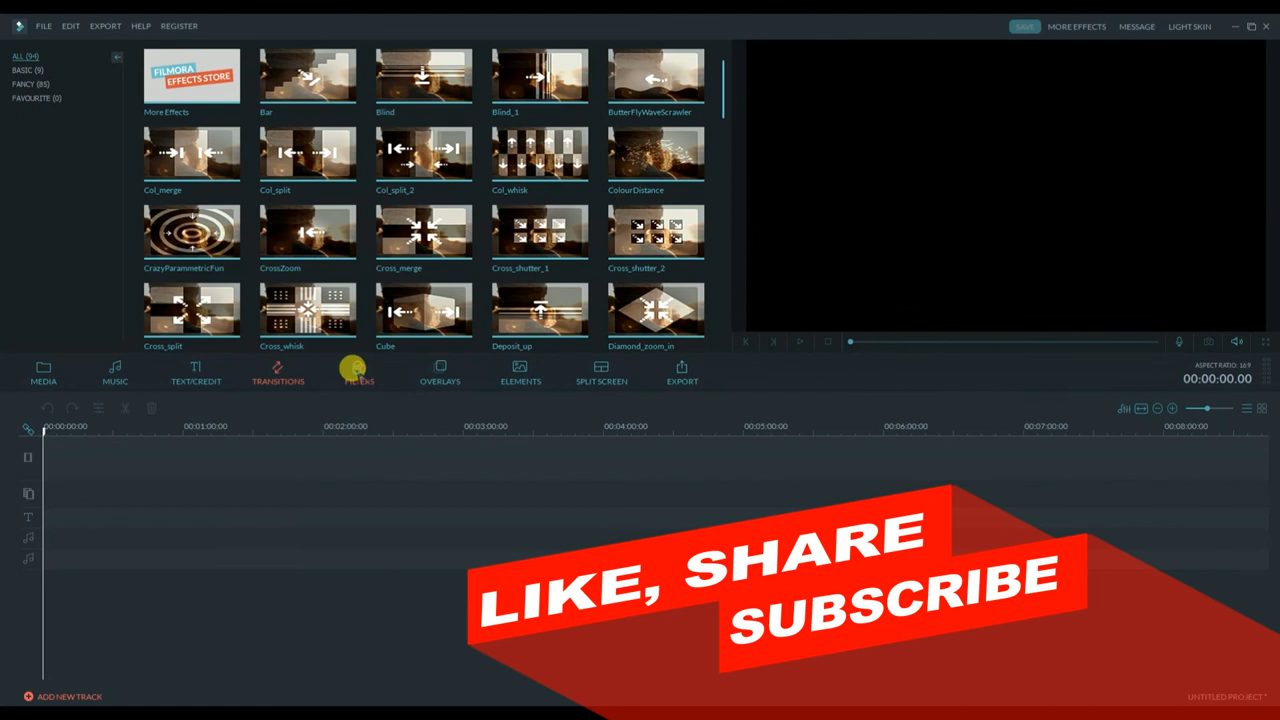 FILE EDIT EXPORT HELP REGISTER
SAVE MORE EFFECTS MESSAGE LIGHT SKIN
ALL (94)
BASIC (9)
FANCY (85)
FAVOURITE (0)
FILMORA
EFFECTS STORE
More Effects Bar Blind Blind_1 ButterFlyWaveScrawler
Col_merge Col_split Col_split_2 Col_whisk ColourDistance
CrazyParametricFun CrossZoom Cross_merge Cross_shutter_1 Cross_shutter_2
Cross_split Cross_whisk Cube Deposit_up Diamond_zoom_in
MEDIA MUSIC TEXT/CREDIT TRANSITIONS FILTERS OVERLAYS ELEMENTS SPLIT SCREEN EXPORT
ASPECT RATIO: 16:9
00:00:00.00
00:00:00:00 00:01:00:00 00:02:00:00 00:03:00:00 00:04:00:00 00:05:00:00 00:06:00:00 00:07:00:00 00:08:00:00
LIKE, SHARE
SUBSCRIBE
ADD NEW TRACK
UNTITLED PROJECT *